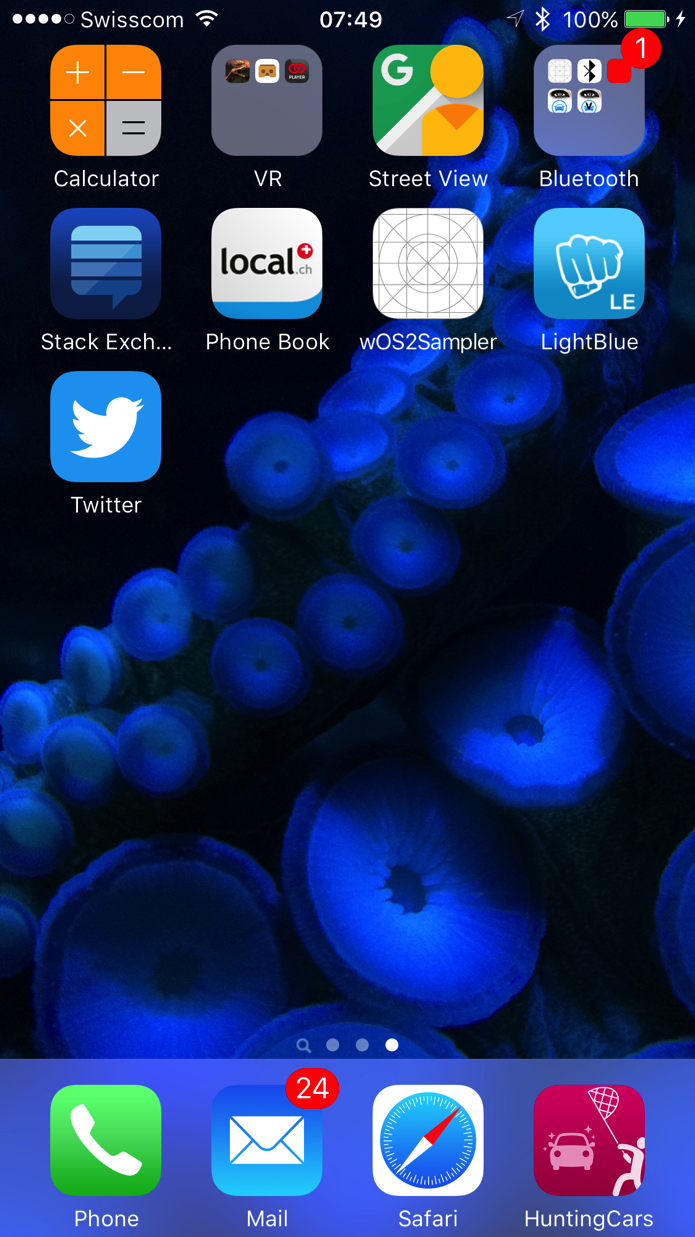 Swisscom 07:49 100%
1
Calculator VR Street View Bluetooth
local.ch LE
Stack Exch... Phone Book wOS2Sampler LightBlue
Twitter
24
Phone Mail Safari HuntingCars